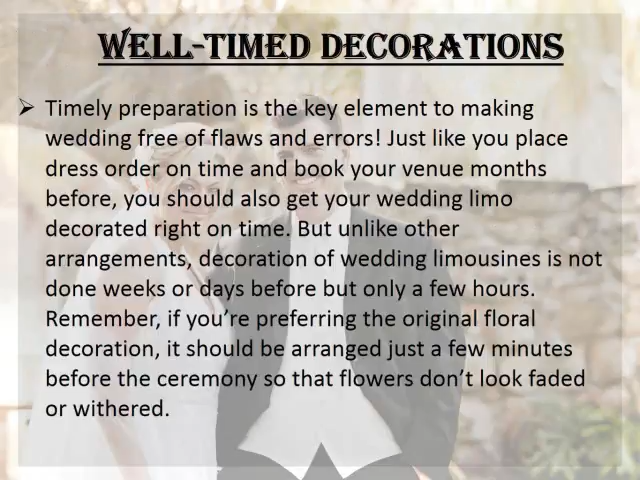 WELL-TIMED DECORATIONS
➢ Timely preparation is the key element to making
wedding free of flaws and errors! Just like you place
dress order on time and book your venue months
before, you should also get your wedding limo
decorated right on time. But unlike other
arrangements, decoration of wedding limousines is not
done weeks or days before but only a few hours.
Remember, if you’re preferring the original floral
decoration, it should be arranged just a few minutes
before the ceremony so that flowers don’t look faded
or withered.